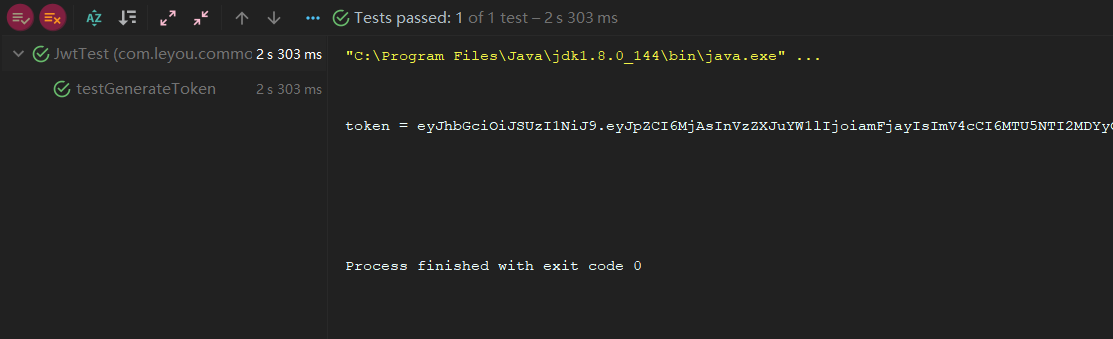 Tests passed: 1 of 1 test – 2 s 303 ms
JwtTest (com.leyou.commo 2 s 303 ms
testGenerateToken 2 s 303 ms
"C:\Program Files\Java\jdk1.8.0_144\bin\java.exe" ...
token = eyJhbGciOiJSUzI1NiJ9.eyJpZCI6MjAsInVzZXJuYW1lIjoiamFjayIsImV4cCI6MTU5NTI2MDYy
Process finished with exit code 0